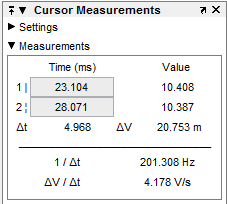 Cursor Measurements
Settings
Measurements
Time (ms) Value
1 23.104 10.408
2 28.071 10.387
Δt 4.968 ΔV 20.753 m
1 / Δt 201.308 Hz
ΔV / Δt 4.178 V/s